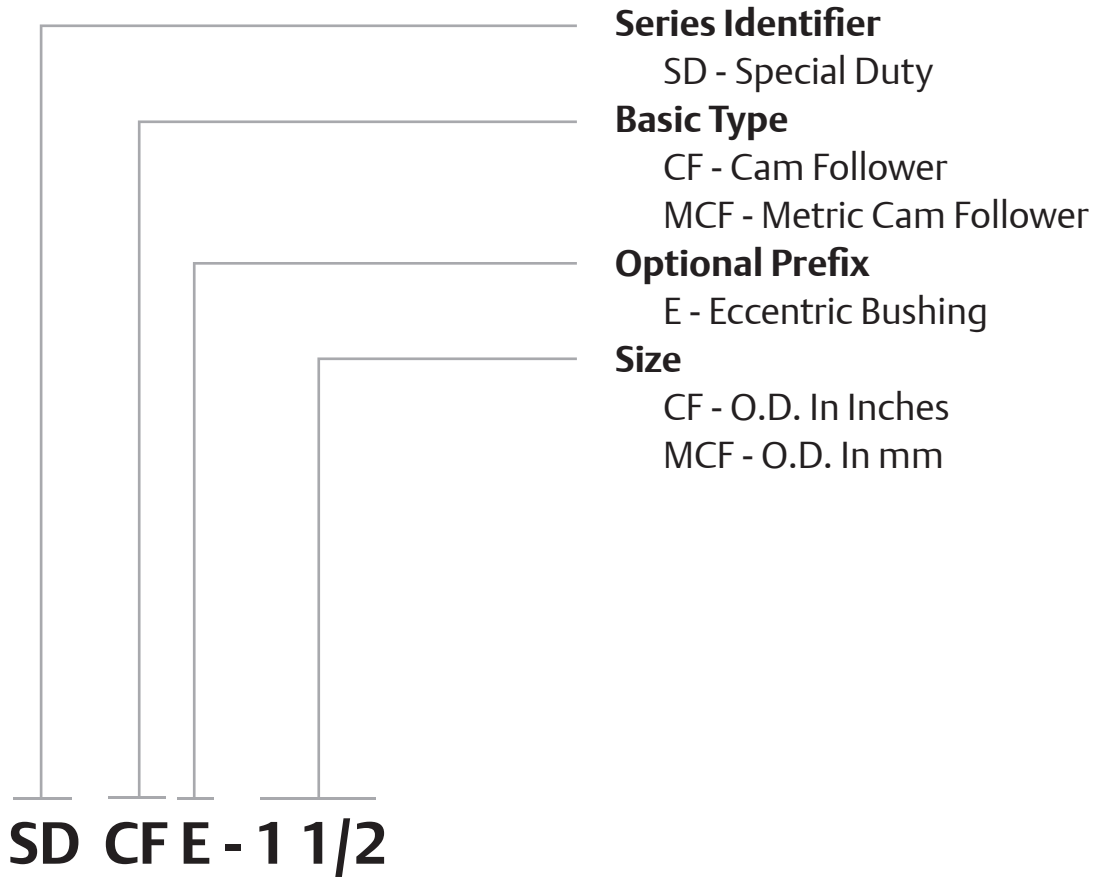 Series Identifier
SD - Special Duty
Basic Type
CF - Cam Follower
MCF - Metric Cam Follower
Optional Prefix
E - Eccentric Bushing
Size
CF - O.D. In Inches
MCF - O.D. In mm
SD CF E - 1 1/2